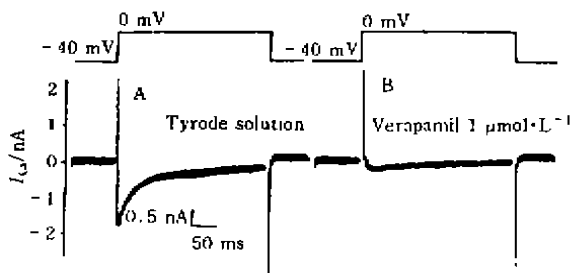 0 mV
0 mV
-40 mV
-40 mV
2
A
B
1
Tyrode solution
Verapamil 1 μmol·L⁻¹
0
-1
-2
I_Ca/nA
0.5 nA
50 ms